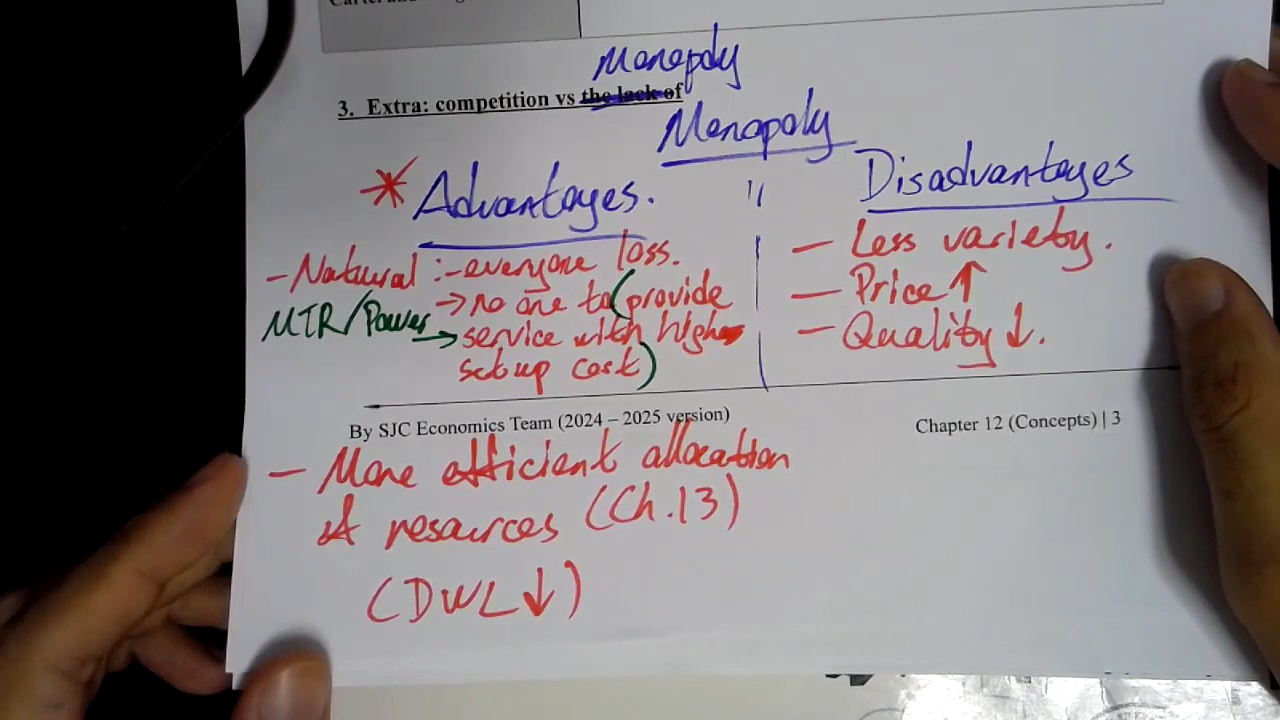 Monopoly
3. Extra: competition vs the lack of
Monopoly
* Advantages. Disadvantages
- Natural :- everyone loss. - Less variety.
MTR/Power → no one to (provide - Price ↑
→ service with high - Quality ↓.
setup cost)
By SJC Economics Team (2024 – 2025 version) Chapter 12 (Concepts) | 3
- More efficient allocation
of resources (Ch.13)
(DWL↓)